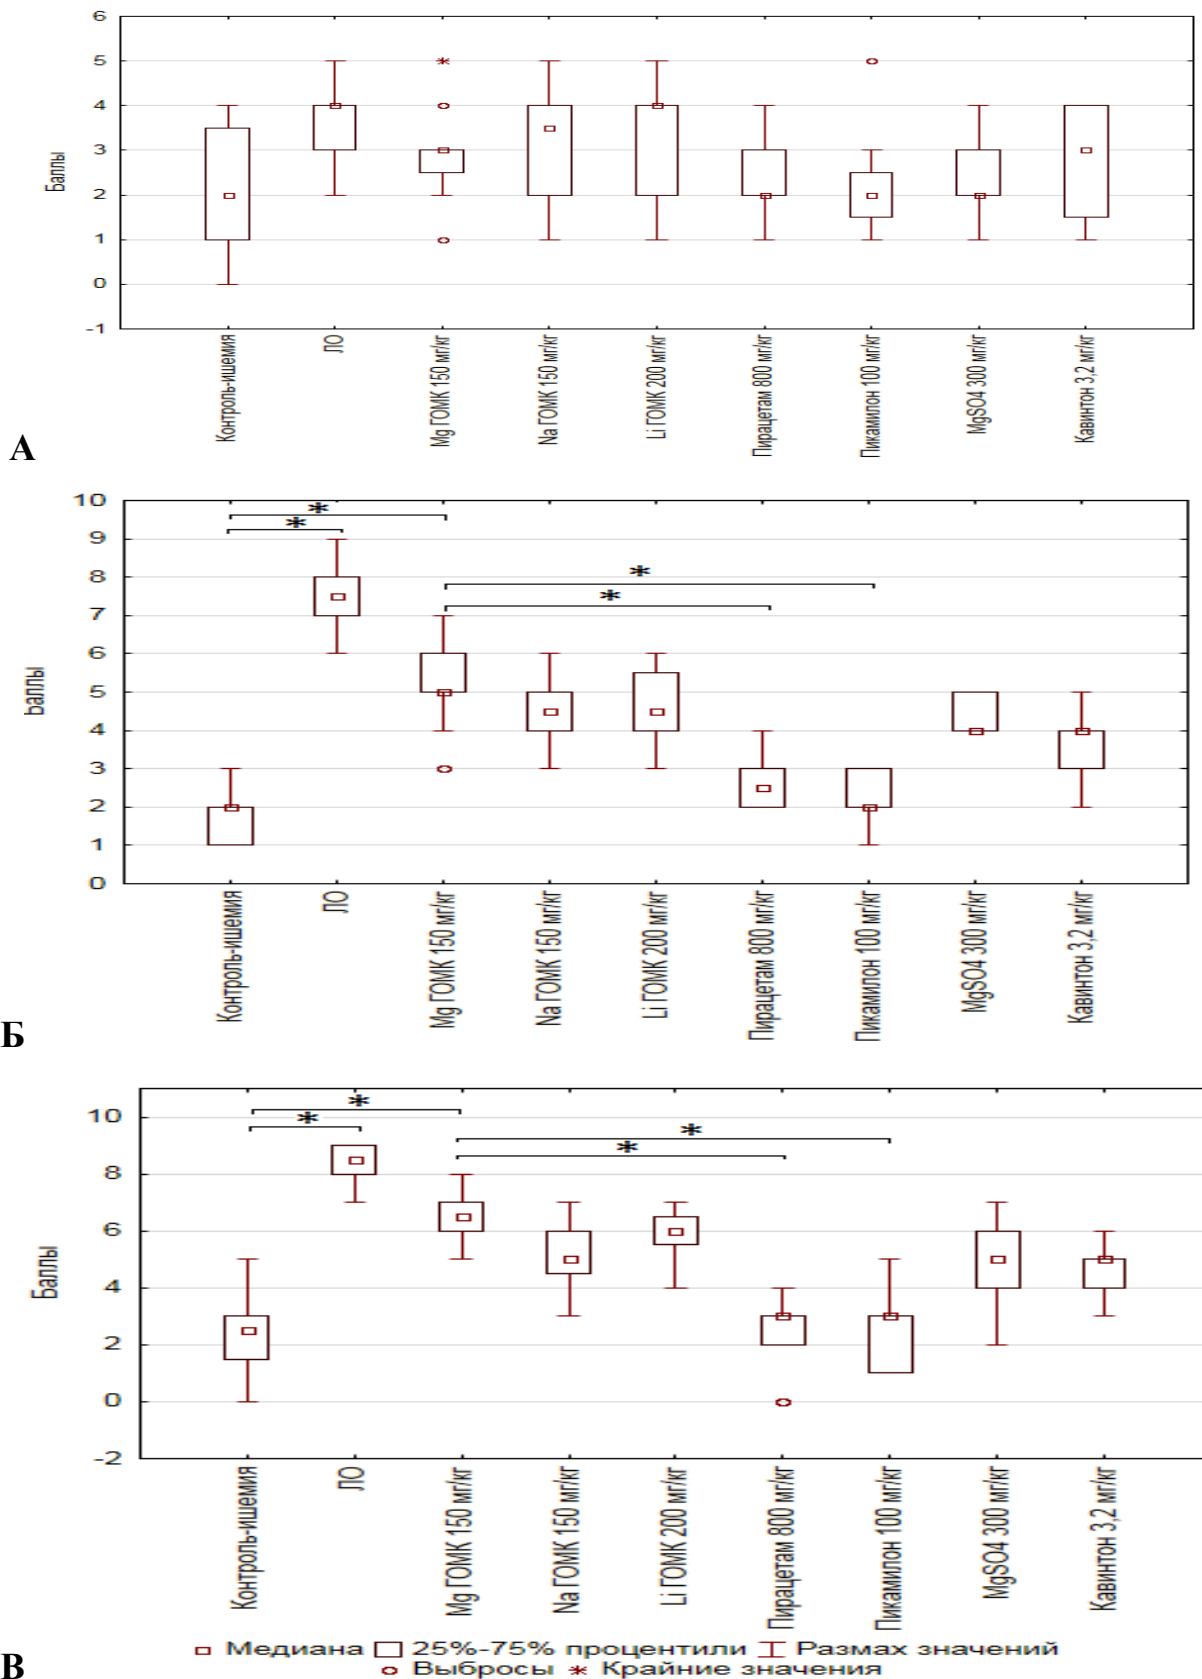 6
5
4
3
2
1
0
-1
Баллы
Контроль-ишемия
ЛО
Mg ГОМК 150 мг/кг
Na ГОМК 150 мг/кг
Li ГОМК 200 мг/кг
Пирацетам 800 мг/кг
Пикамилон 100 мг/кг
MgSO4 300 мг/кг
Кавинтон 3,2 мг/кг
А
10
9
8
7
6
5
4
3
2
1
0
Баллы
* 
*
*
*
Контроль-ишемия
ЛО
Mg ГОМК 150 мг/кг
Na ГОМК 150 мг/кг
Li ГОМК 200 мг/кг
Пирацетам 800 мг/кг
Пикамилон 100 мг/кг
MgSO4 300 мг/кг
Кавинтон 3,2 мг/кг
Б
10
8
6
4
2
0
-2
Баллы
*
*
*
*
Контроль-ишемия
ЛО
Mg ГОМК 150 мг/кг
Na ГОМК 150 мг/кг
Li ГОМК 200 мг/кг
Пирацетам 800 мг/кг
Пикамилон 100 мг/кг
MgSO4 300 мг/кг
Кавинтон 3,2 мг/кг
Медиана 25%-75% процентили Размах значений
Выбросы Крайние значения
В